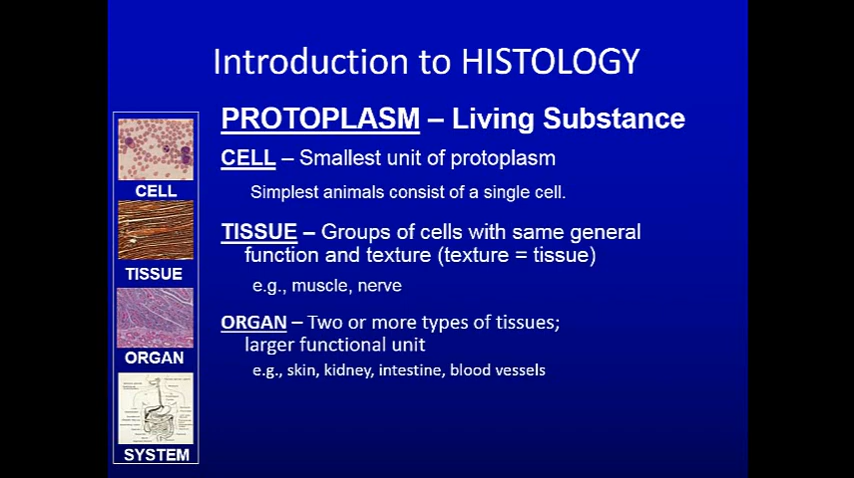 Introduction to HISTOLOGY
PROTOPLASM – Living Substance
CELL – Smallest unit of protoplasm
Simplest animals consist of a single cell.
TISSUE – Groups of cells with same general
function and texture (texture = tissue)
e.g., muscle, nerve
ORGAN – Two or more types of tissues;
larger functional unit
e.g., skin, kidney, intestine, blood vessels
CELL
TISSUE
ORGAN
SYSTEM